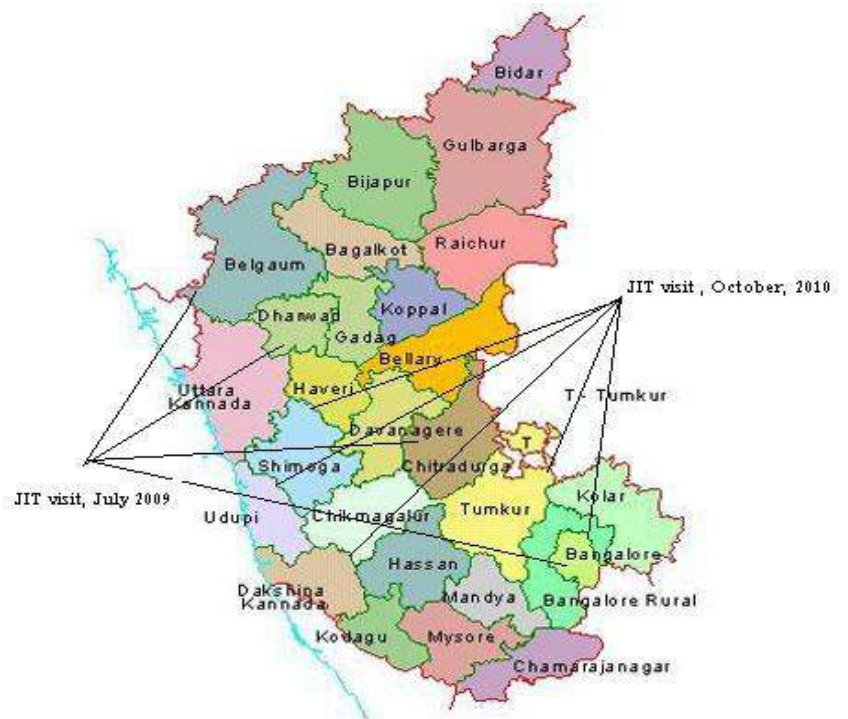 Bidar
Gulbarga
Bijapur
Raichur
Bagalkot
Belgaum
JIT visit , October, 2010
Koppal
Dharwad
Gadag
Bellary
Uttara
Kannada
Haveri
T - Tumkur
Davanagere
T
Shimoga
Chitradurga
JIT visit, July 2009
Kolar
Udupi
Chikmagalur
Tumkur
Bangalore
Hassan
Dakshina
Kannada
Mandya
Bangalore Rural
Kodagu
Mysore
Chamarajanagar